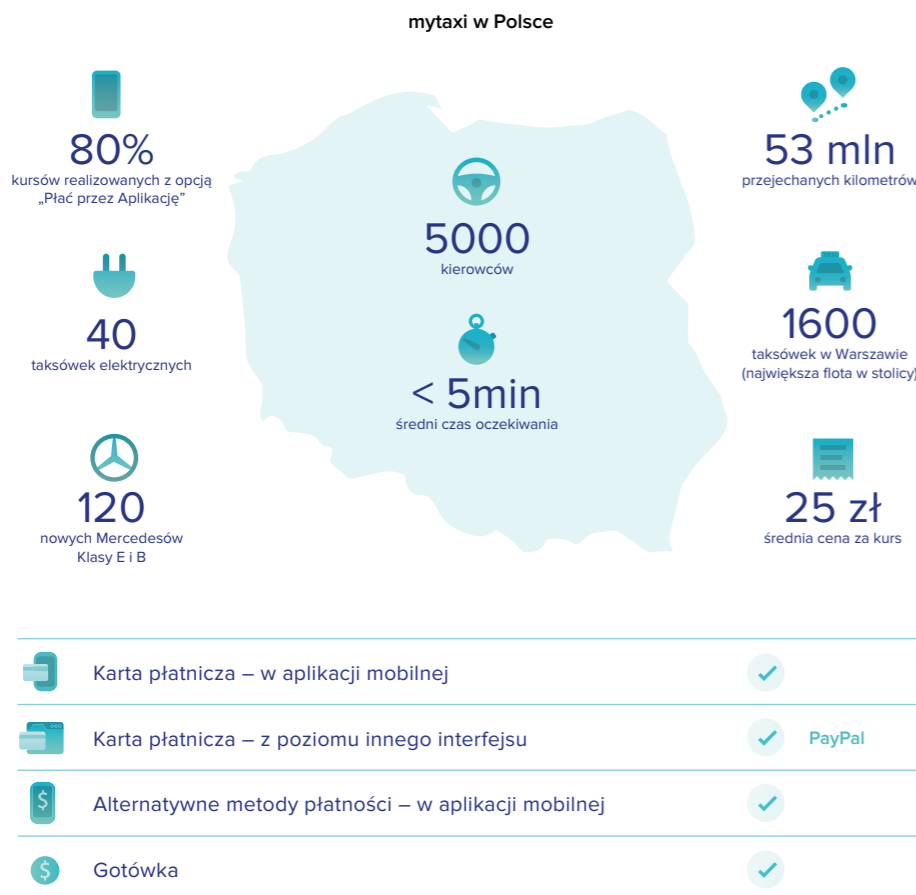 mytaxi w Polsce
80%
kursów realizowanych z opcją
„Płać przez Aplikację”
40
taksówek elektrycznych
120
nowych Mercedesów
Klasy E i B
5000
kierowców
< 5min
średni czas oczekiwania
53 mln
przejechanych kilometrów
1600
taksówek w Warszawie
(największa flota w stolicy)
25 zł
średnia cena za kurs
Karta płatnicza – w aplikacji mobilnej
Karta płatnicza – z poziomu innego interfejsu PayPal
Alternatywne metody płatności – w aplikacji mobilnej
Gotówka